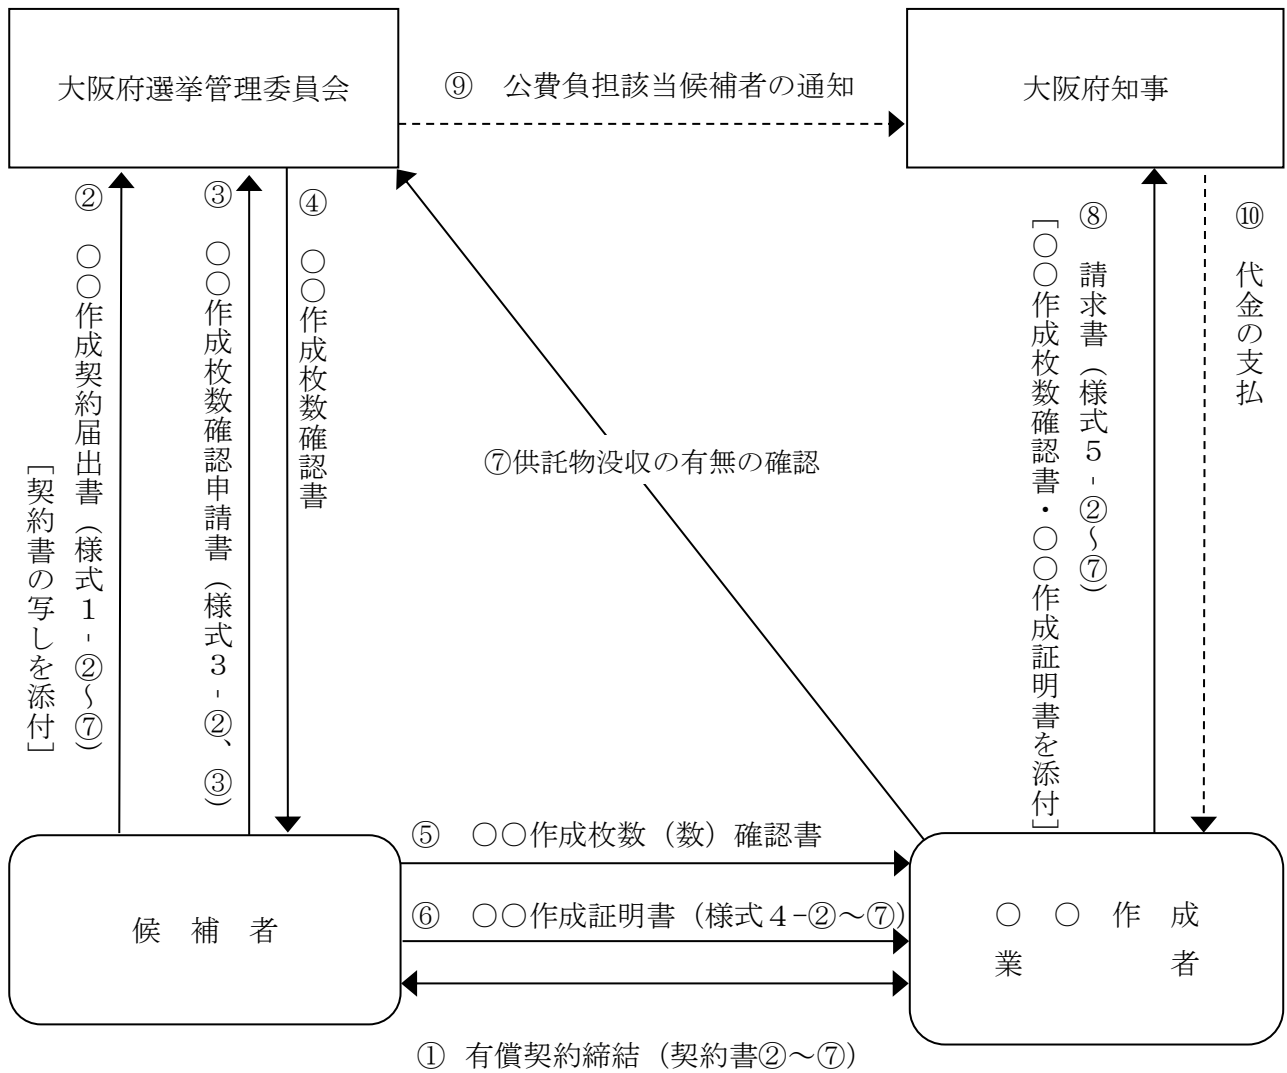 大阪府選挙管理委員会
⑨　公費負担該当候補者の通知
大阪府知事
②　○○作成契約届出書（様式１-②～⑦）
［契約書の写しを添付］
③　○○作成枚数確認申請書（様式３-②、③）
④　○○作成枚数確認書
⑦供託物没収の有無の確認
⑧　請求書（様式５-②～⑦）
［○○作成枚数確認書・○○作成証明書を添付］
⑩　代金の支払
⑤　○○作成枚数（数）確認書
⑥　○○作成証明書（様式４-②～⑦）
候　補　者
○　○　作　成
業　　　　　者
①　有償契約締結（契約書②～⑦）